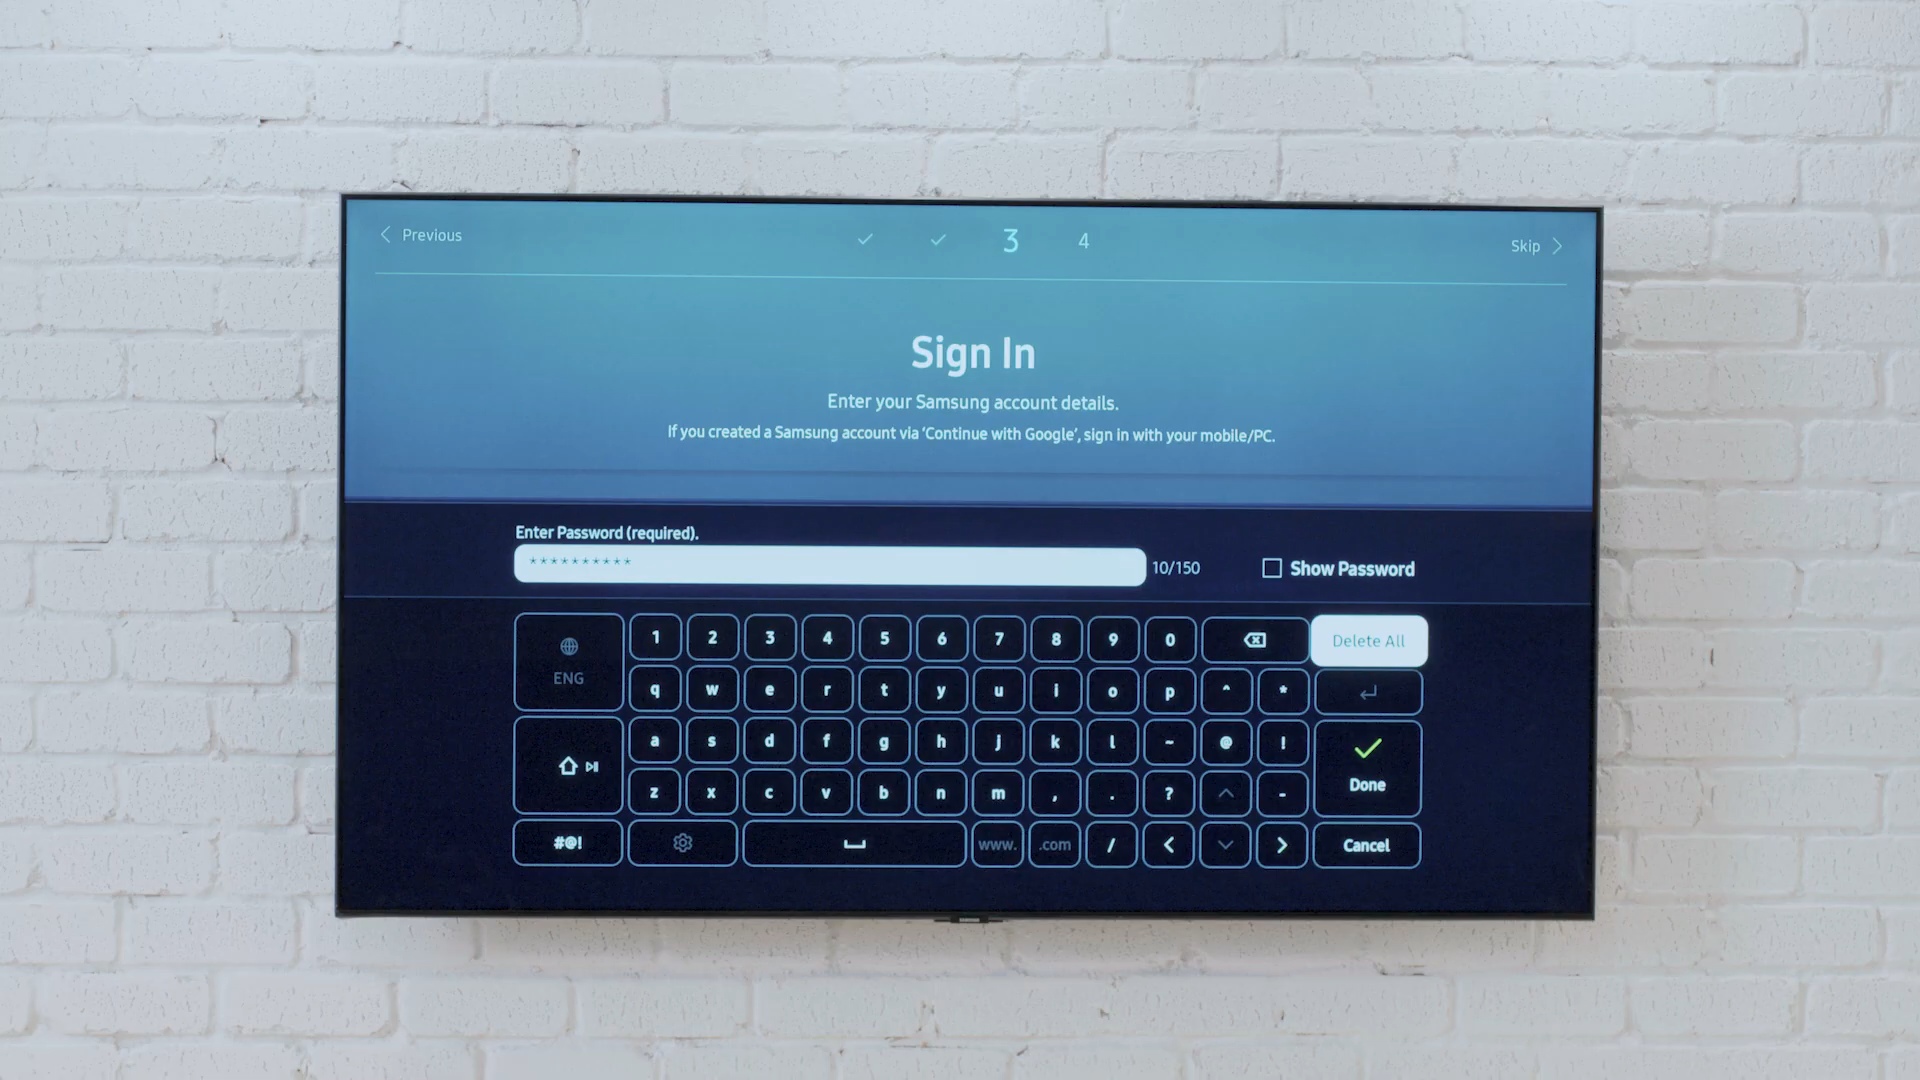 Previous
3 4
Skip
Sign In
Enter your Samsung account details.
If you created a Samsung account via 'Continue with Google', sign in with your mobile/PC.
Enter Password (required).
********** 10/150 Show Password
ENG
1 2 3 4 5 6 7 8 9 0 Delete All
q w e r t y u i o p ^ *
a s d f g h j k l ~ @ !
Done
z x c v b n m , . ? -
#@! www. .com / Cancel
SAMSUNG